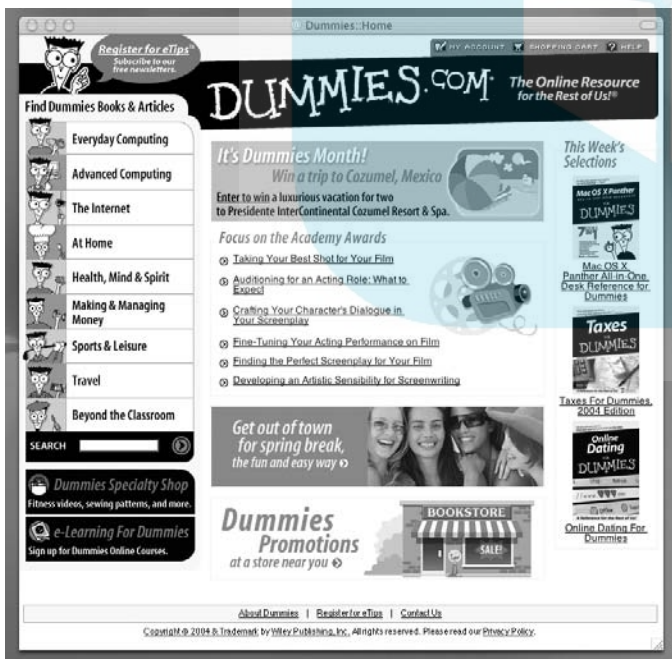 Dummies::Home
Register for eTips
Subscribe to our
free newsletters.
MY ACCOUNT SHOPPING CART ? HELP
DUMMIES.COM
The Online Resource
for the Rest of Us!®
Find Dummies Books & Articles
Everyday Computing
Advanced Computing
The Internet
At Home
Health, Mind & Spirit
Making & Managing
Money
Sports & Leisure
Travel
Beyond the Classroom
SEARCH
Dummies Specialty Shop
Fitness videos, sewing patterns, and more.
e-Learning For Dummies
Sign up for Dummies Online Courses.
It's Dummies Month!
Win a trip to Cozumel, Mexico
Enter to win a luxurious vacation for two
to Presidente InterContinental Cozumel Resort & Spa.
Focus on the Academy Awards
Taking Your Best Shot for Your Film
Auditioning for an Acting Role: What to
Expect
Crafting Your Character's Dialogue in
Your Screenplay
Fine-Tuning Your Acting Performance on Film
Finding the Perfect Screenplay for Your Film
Developing an Artistic Sensibility for Screenwriting
Get out of town
for spring break,
the fun and easy way
Dummies
Promotions
at a store near you
BOOKSTORE
SALE!
This Week's
Selections
Mac OS X Panther
DUMMIES
Mac OS X
Panther All-in-One
Desk Reference for
Dummies
Taxes
DUMMIES
Taxes For Dummies,
2004 Edition
Online
Dating
DUMMIES
Online Dating For
Dummies
About Dummies | Register for eTips | Contact Us
Copyright © 2004 & Trademark by Wiley Publishing, Inc. All rights reserved. Please read our Privacy Policy.